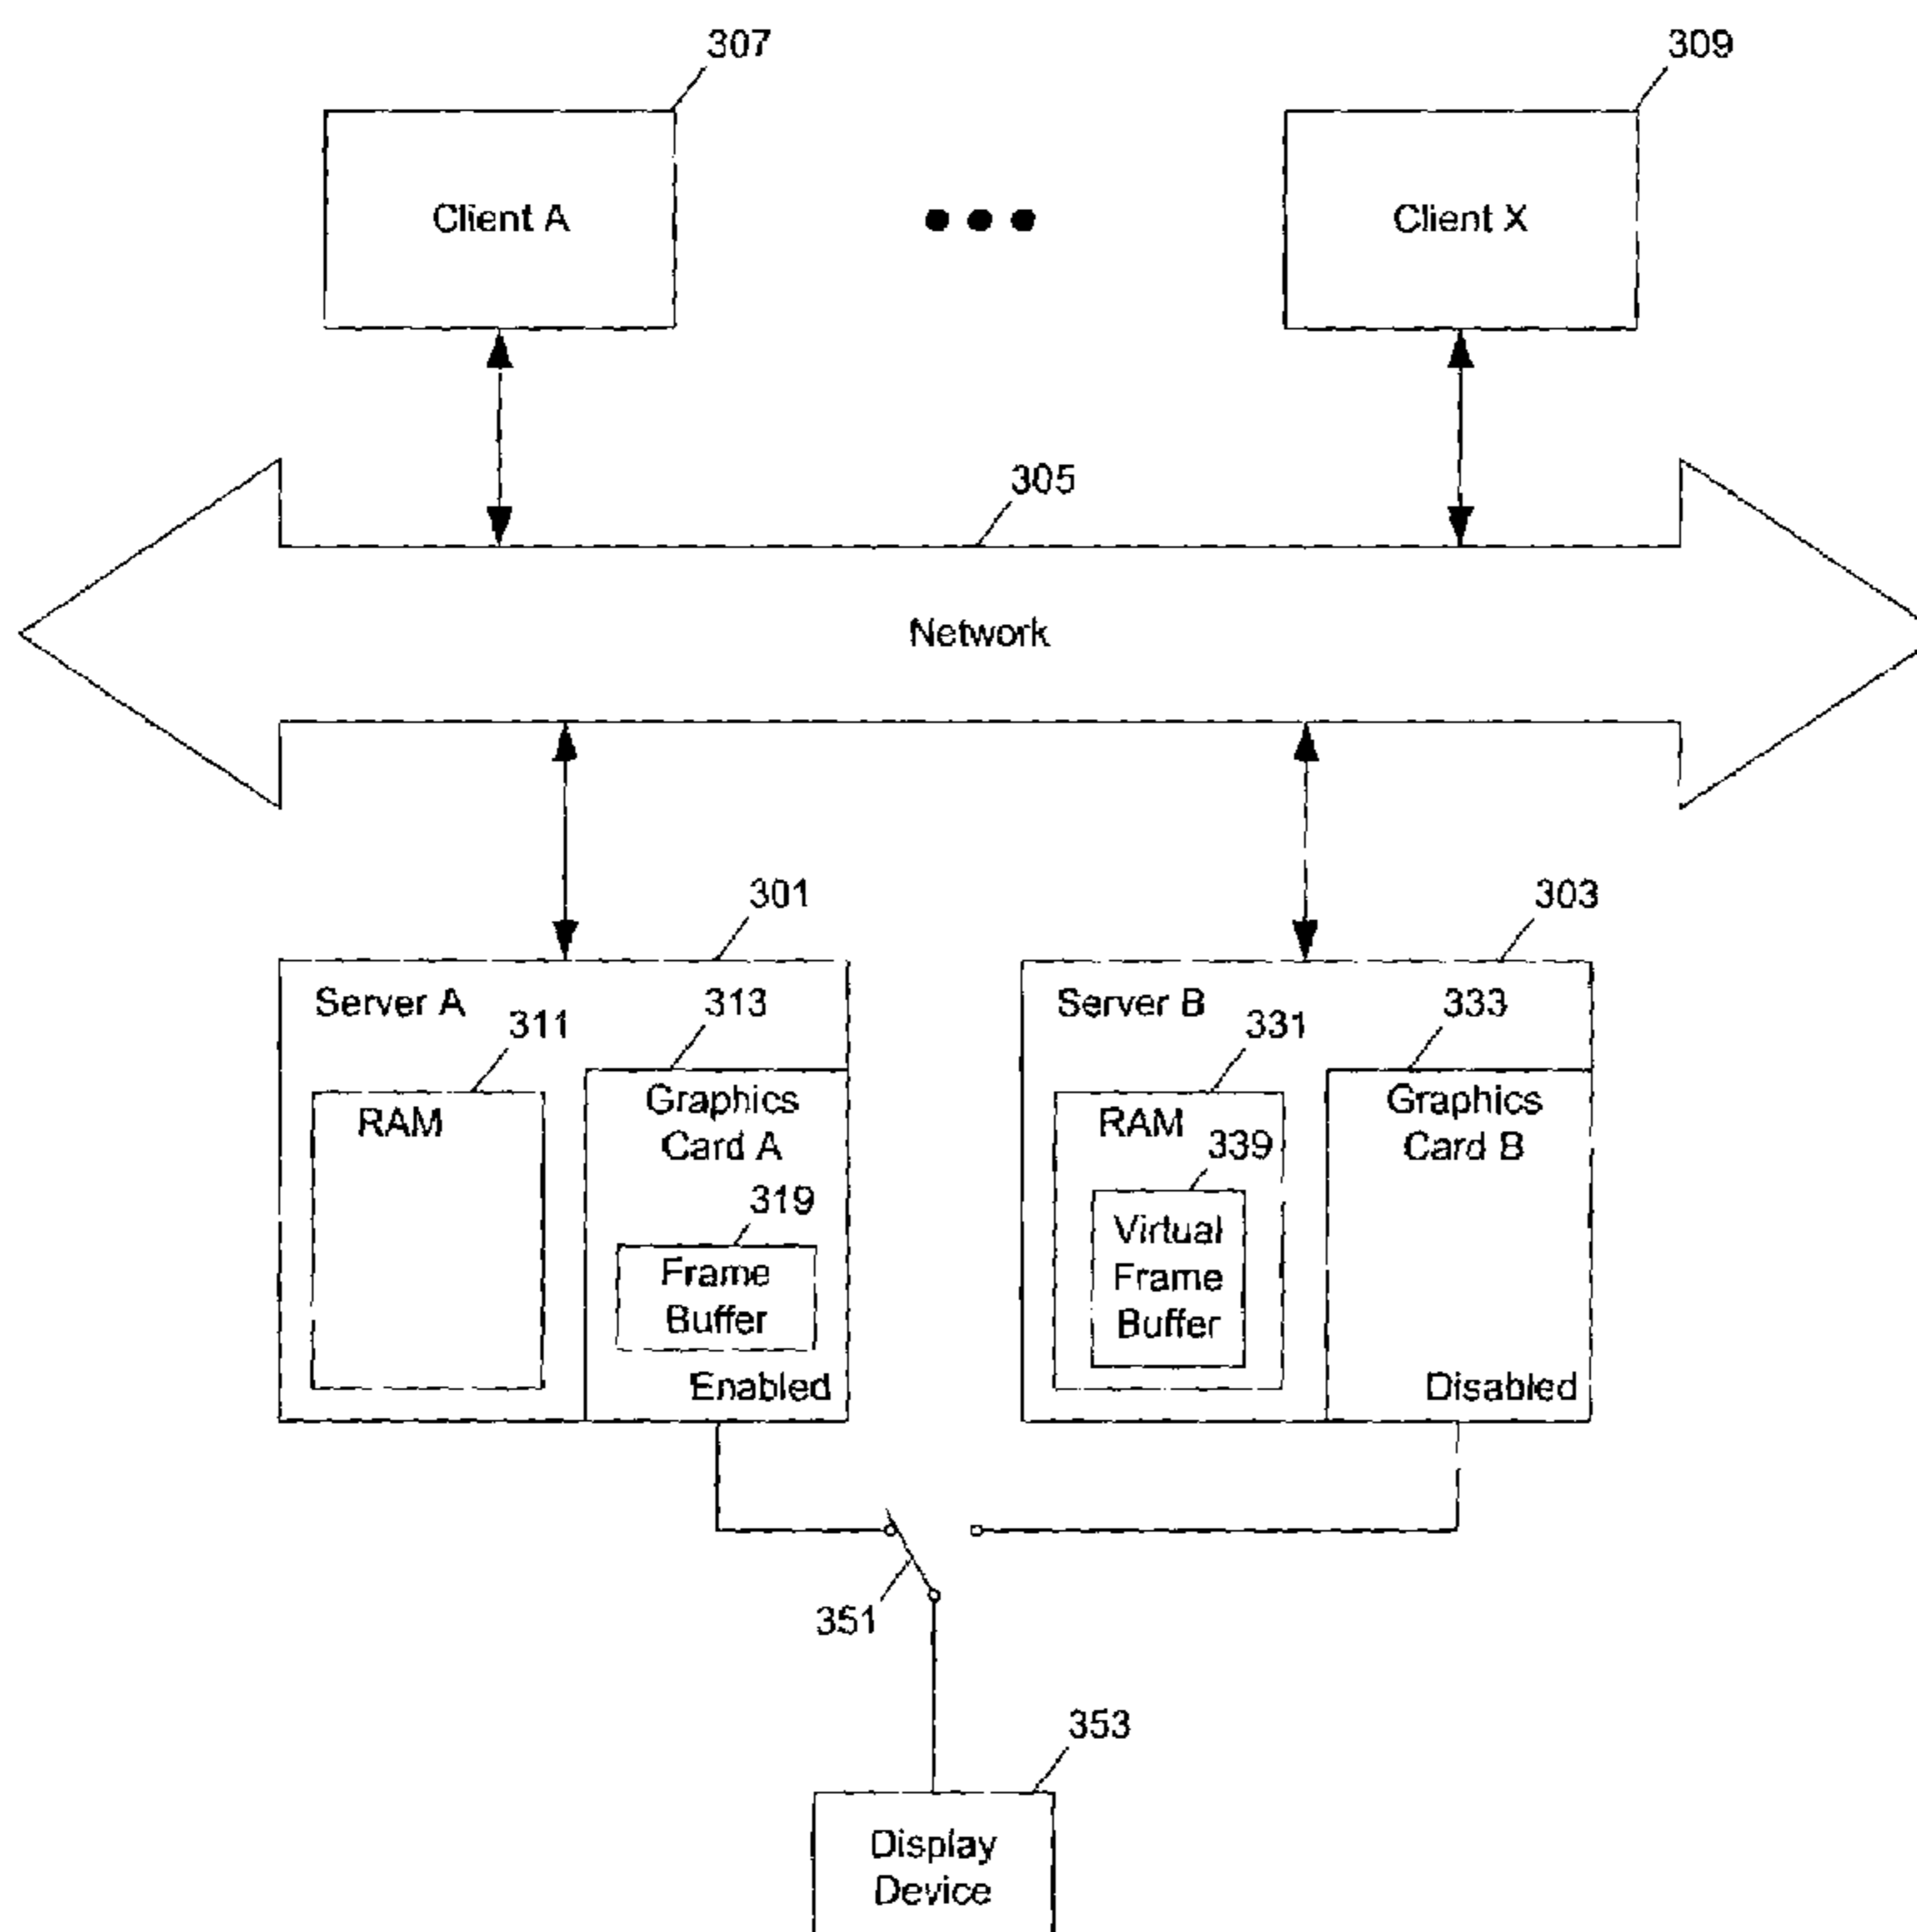 307
309
Client A
Client X
305
Network
301
303
Server A
313
311
Server B
333
331
RAM
Graphics
Card A
RAM
339
Graphics
Card B
319
Frame
Buffer
Virtual
Frame
Buffer
Enabled
Disabled
351
353
Display
Device